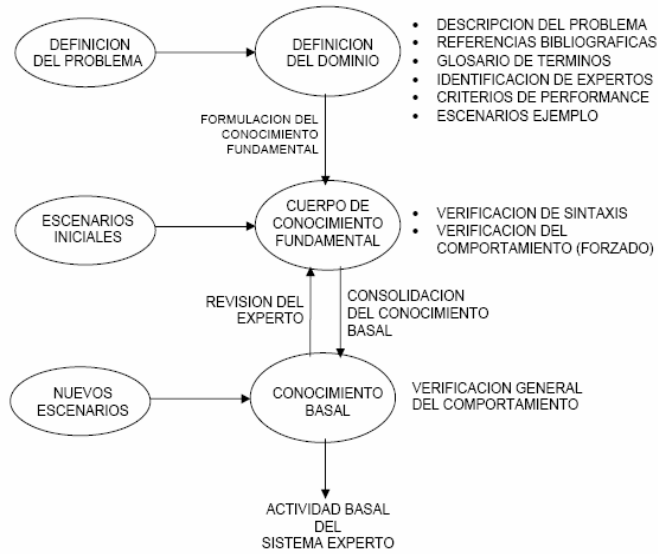 DEFINICION
DEL PROBLEMA
DEFINICION
DEL DOMINIO
• DESCRIPCION DEL PROBLEMA
• REFERENCIAS BIBLIOGRAFICAS
• GLOSARIO DE TERMINOS
• IDENTIFICACION DE EXPERTOS
• CRITERIOS DE PERFORMANCE
• ESCENARIOS EJEMPLO
FORMULACION DEL
CONOCIMIENTO
FUNDAMENTAL
ESCENARIOS
INICIALES
CUERPO DE
CONOCIMIENTO
FUNDAMENTAL
• VERIFICACION DE SINTAXIS
• VERIFICACION DEL
COMPORTAMIENTO (FORZADO)
REVISION DEL
EXPERTO
CONSOLIDACION
DEL CONOCIMIENTO
BASAL
NUEVOS
ESCENARIOS
CONOCIMIENTO
BASAL
VERIFICACION GENERAL
DEL COMPORTAMIENTO
ACTIVIDAD BASAL
DEL
SISTEMA EXPERTO